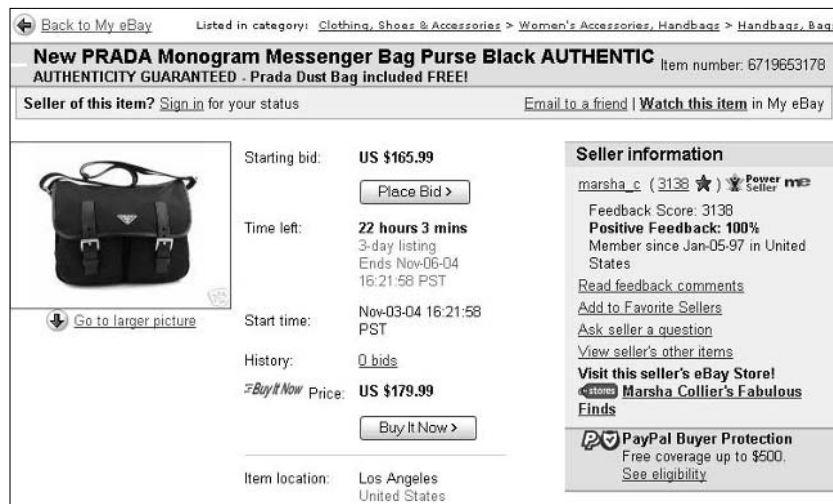 Back to My eBay Listed in category: Clothing, Shoes & Accessories > Women's Accessories, Handbags > Handbags, Bags
New PRADA Monogram Messenger Bag Purse Black AUTHENTIC Item number: 6719653178
AUTHENTICITY GUARANTEED - Prada Dust Bag included FREE!
Seller of this item? Sign in for your status Email to a friend | Watch this item in My eBay
Go to larger picture
Starting bid: US $165.99
Place Bid >
Time left: 22 hours 3 mins
3-day listing
Ends Nov-06-04
16:21:58 PST
Start time: Nov-03-04 16:21:58
PST
History: 0 bids
Buy It Now Price: US $179.99
Buy It Now >
Item location: Los Angeles
United States
Seller information
marsha_c ( 3138 ) Power Seller me
Feedback Score: 3138
Positive Feedback: 100%
Member since Jan-05-97 in United
States
Read feedback comments
Add to Favorite Sellers
Ask seller a question
View seller's other items
Visit this seller's eBay Store!
stores Marsha Collier's Fabulous
Finds
PayPal Buyer Protection
Free coverage up to $500.
See eligibility